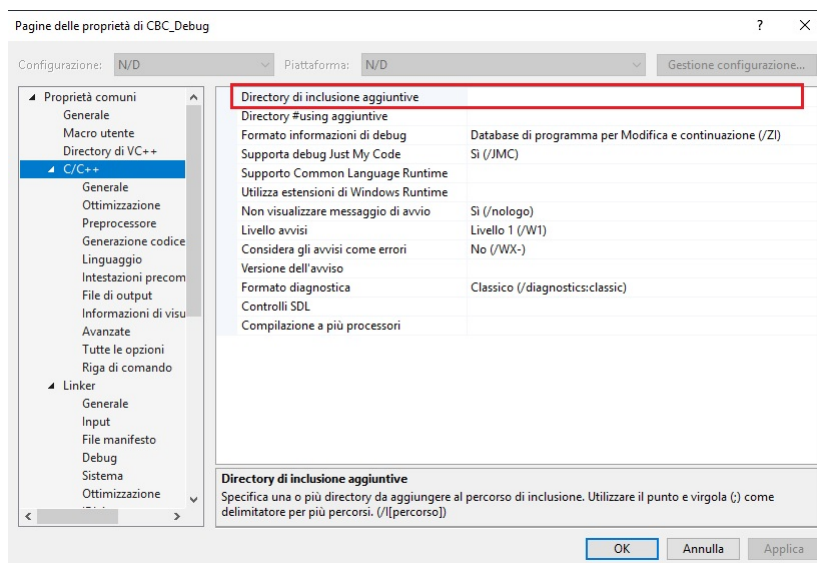 Pagine delle proprietà di CBC_Debug
?
Configurazione: N/D
Piattaforma: N/D
Gestione configurazione...
Proprietà comuni
Generale
Macro utente
Directory di VC++
C/C++
Generale
Ottimizzazione
Preprocessore
Generazione codice
Linguaggio
Intestazioni precom
File di output
Informazioni di visu
Avanzate
Tutte le opzioni
Riga di comando
Linker
Generale
Input
File manifesto
Debug
Sistema
Ottimizzazione
Directory di inclusione aggiuntive
Directory #using aggiuntive
Formato informazioni di debug Database di programma per Modifica e continuazione (/ZI)
Supporta debug Just My Code Sì (/JMC)
Supporto Common Language Runtime
Utilizza estensioni di Windows Runtime
Non visualizzare messaggio di avvio Sì (/nologo)
Livello avvisi Livello 1 (/W1)
Considera gli avvisi come errori No (/WX-)
Versione dell'avviso
Formato diagnostica Classico (/diagnostics:classic)
Controlli SDL
Compilazione a più processori
Directory di inclusione aggiuntive
Specifica una o più directory da aggiungere al percorso di inclusione. Utilizzare il punto e virgola (;) come
delimitatore per più percorsi. (/I[percorso])
OK Annulla Applica